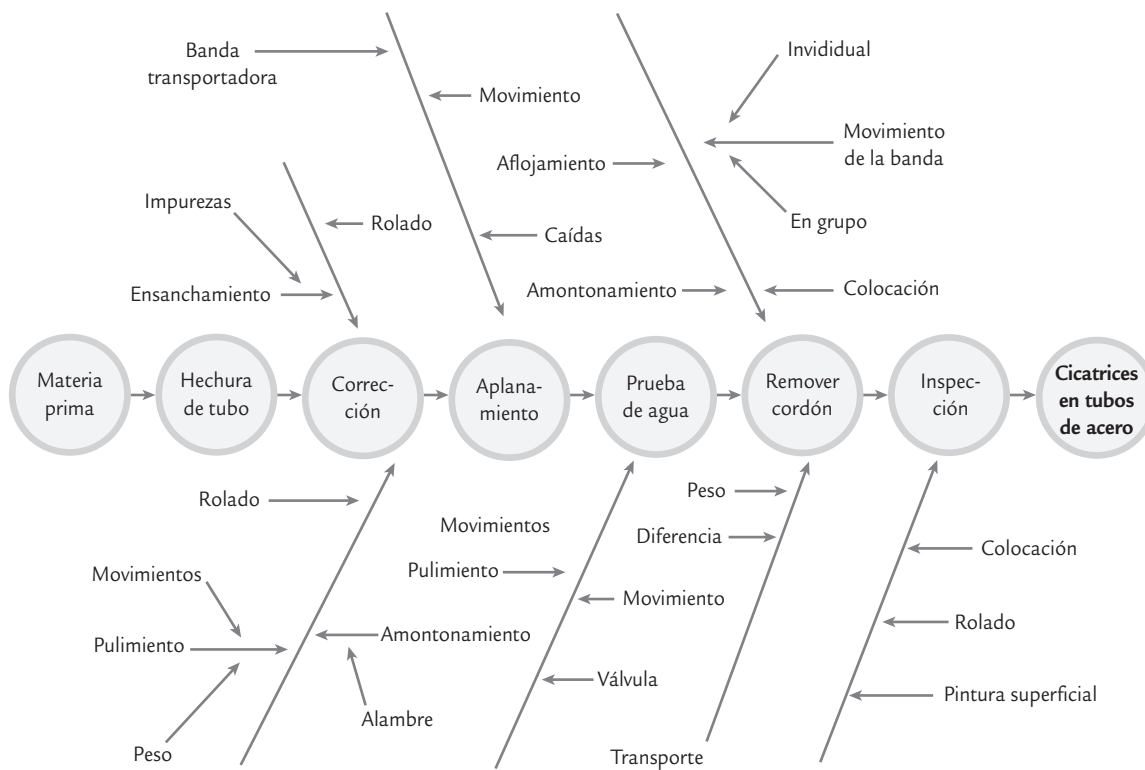 Banda
transportadora
Movimiento
Invididual
Movimiento
de la banda
Aflojamiento
En grupo
Impurezas
Rolado
Caídas
Ensanchamiento
Amontonamiento
Colocación
Materia
prima
Hechura
de tubo
Correc-
ción
Aplana-
miento
Prueba
de agua
Remover
cordón
Inspec-
ción
Cicatrices
en tubos
de acero
Rolado
Movimientos
Peso
Diferencia
Colocación
Movimientos
Pulimiento
Movimiento
Pulimiento
Amontonamiento
Rolado
Válvula
Pintura superficial
Alambre
Peso
Transporte